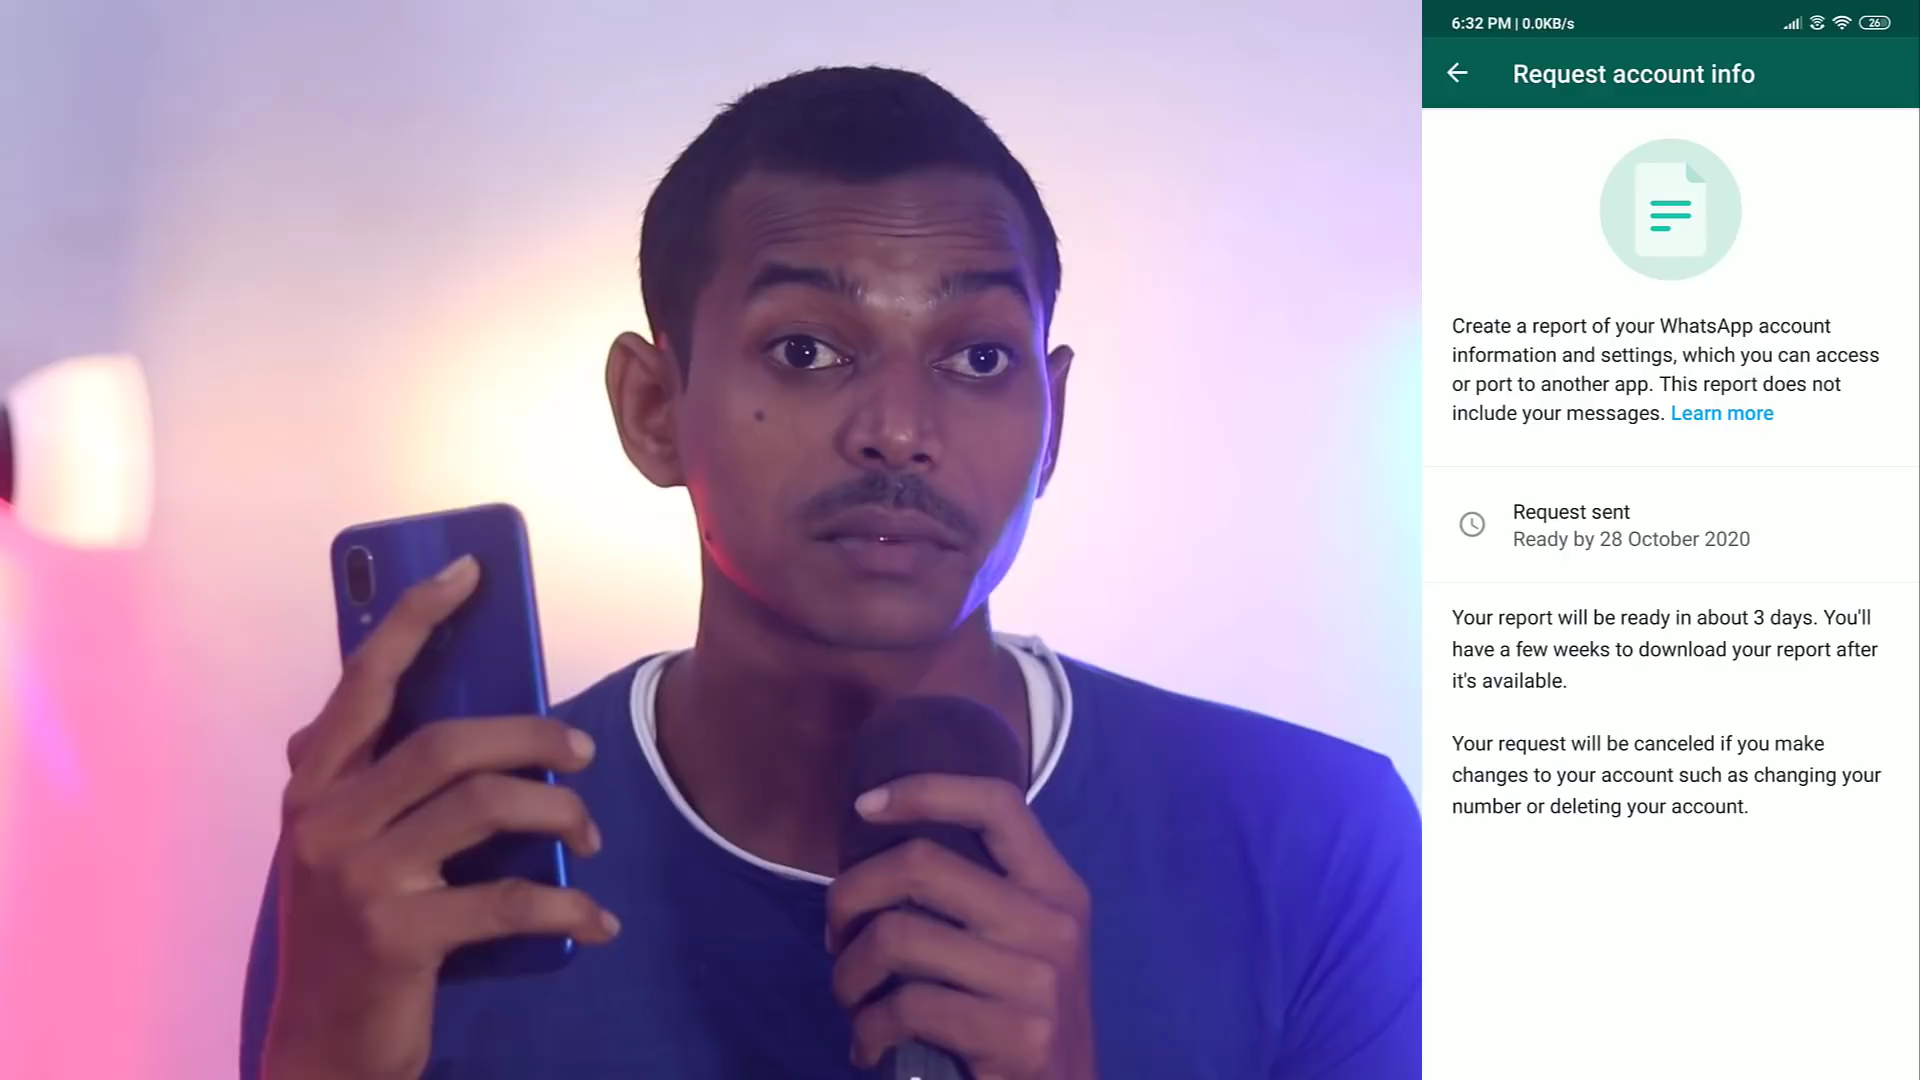 6:32 PM | 0.0KB/s
26
Request account info
Create a report of your WhatsApp account
information and settings, which you can access
or port to another app. This report does not
include your messages. Learn more
Request sent
Ready by 28 October 2020
Your report will be ready in about 3 days. You'll
have a few weeks to download your report after
it's available.
Your request will be canceled if you make
changes to your account such as changing your
number or deleting your account.